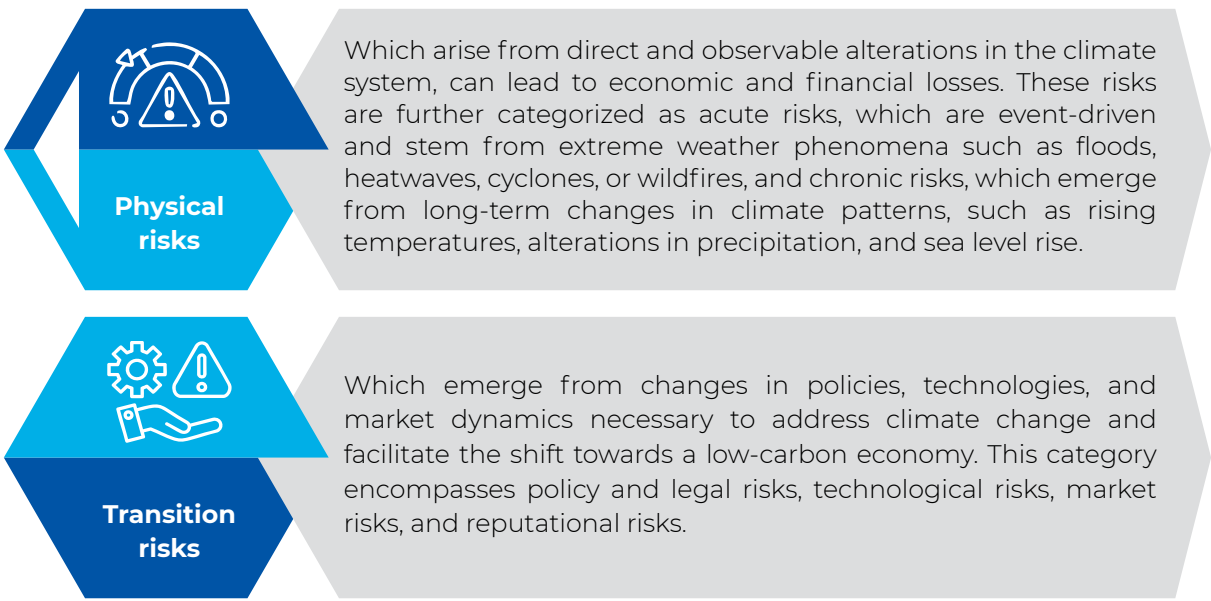 Physical
risks
Which arise from direct and observable alterations in the climate
system, can lead to economic and financial losses. These risks
are further categorized as acute risks, which are event-driven
and stem from extreme weather phenomena such as floods,
heatwaves, cyclones, or wildfires, and chronic risks, which emerge
from long-term changes in climate patterns, such as rising
temperatures, alterations in precipitation, and sea level rise.
Transition
risks
Which emerge from changes in policies, technologies, and
market dynamics necessary to address climate change and
facilitate the shift towards a low-carbon economy. This category
encompasses policy and legal risks, technological risks, market
risks, and reputational risks.